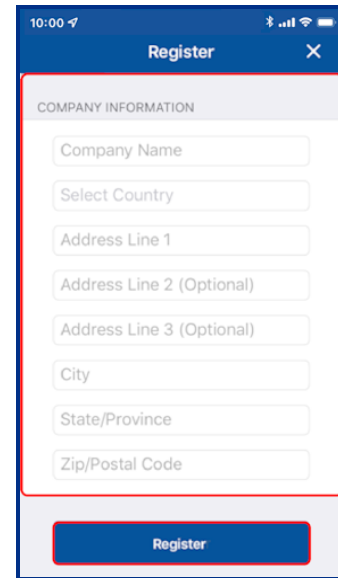 10:00
Register
COMPANY INFORMATION
Company Name
Select Country
Address Line 1
Address Line 2 (Optional)
Address Line 3 (Optional)
City
State/Province
Zip/Postal Code
Register